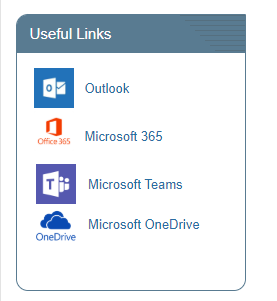 Useful Links
Outlook
Office 365
Microsoft 365
Microsoft Teams
OneDrive
Microsoft OneDrive